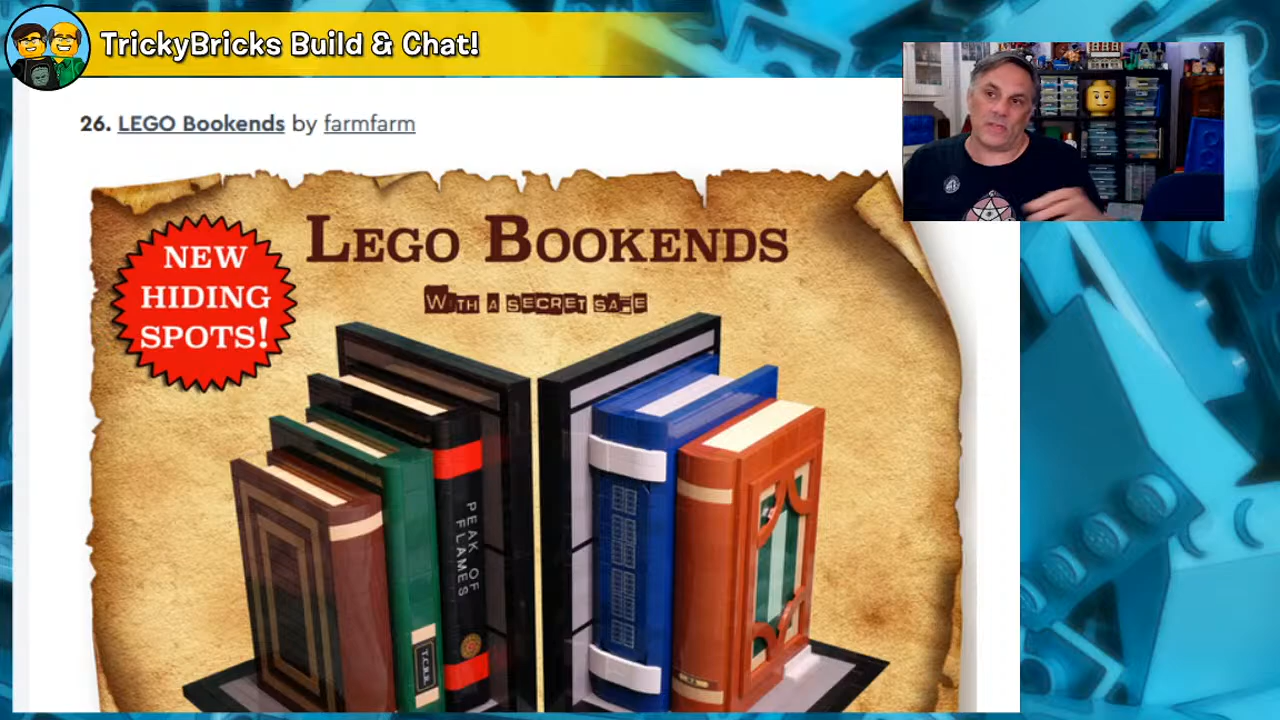 TrickyBricks Build & Chat!
26. LEGO Bookends by farmfarm
LEGO BOOKENDS
WITH A SECRET SAFE
NEW
HIDING
SPOTS!
PEAK OF
FLAMES
T.C.R.R.